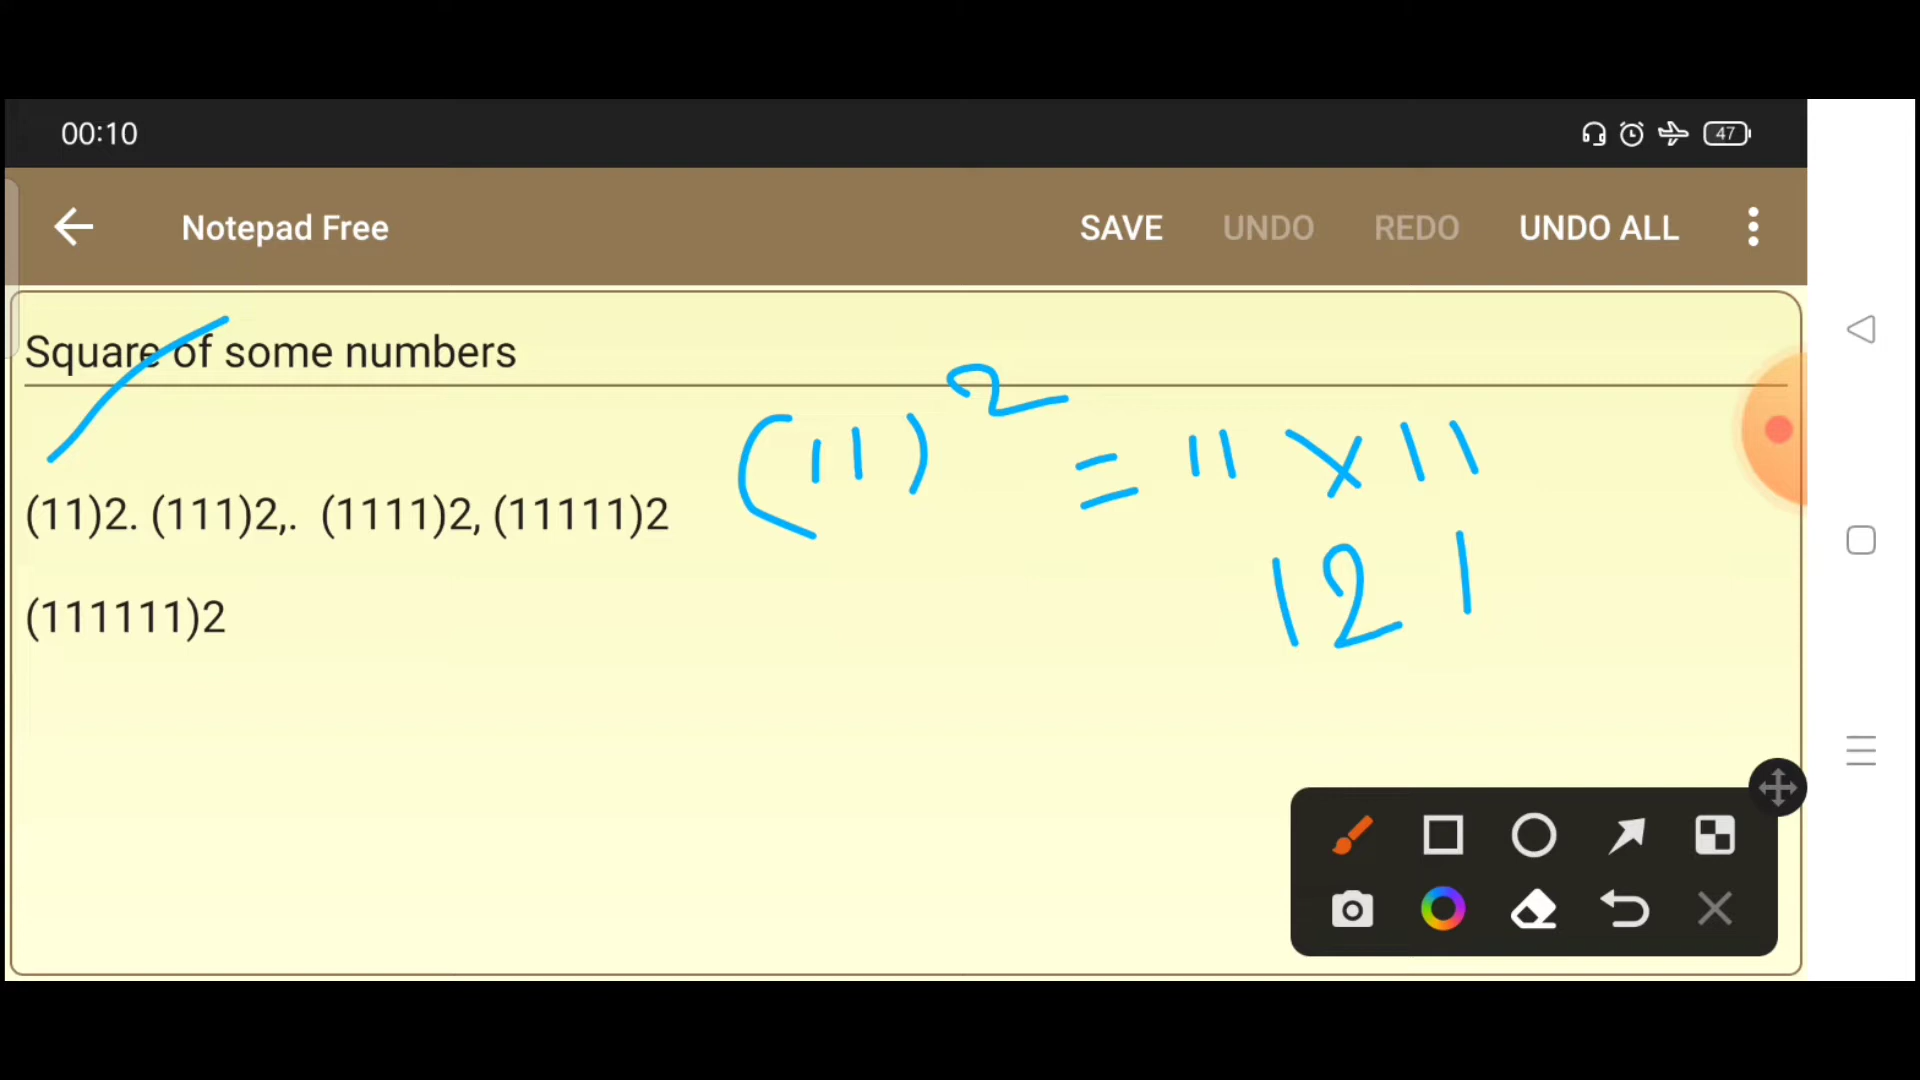 00:10 47
Notepad Free SAVE UNDO REDO UNDO ALL
Square of some numbers
(11)² = 11 × 11
(11)2. (111)2,. (1111)2, (11111)2
121
(111111)2